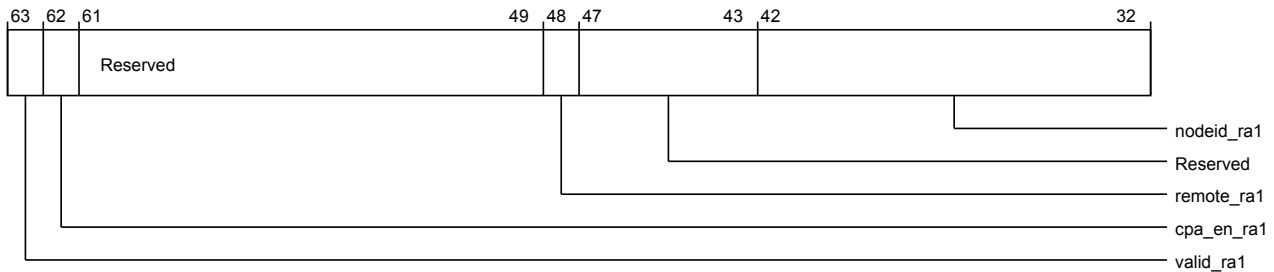 63 62 61 49 48 47 43 42 32
Reserved
nodeid_ra1
Reserved
remote_ra1
cpa_en_ra1
valid_ra1